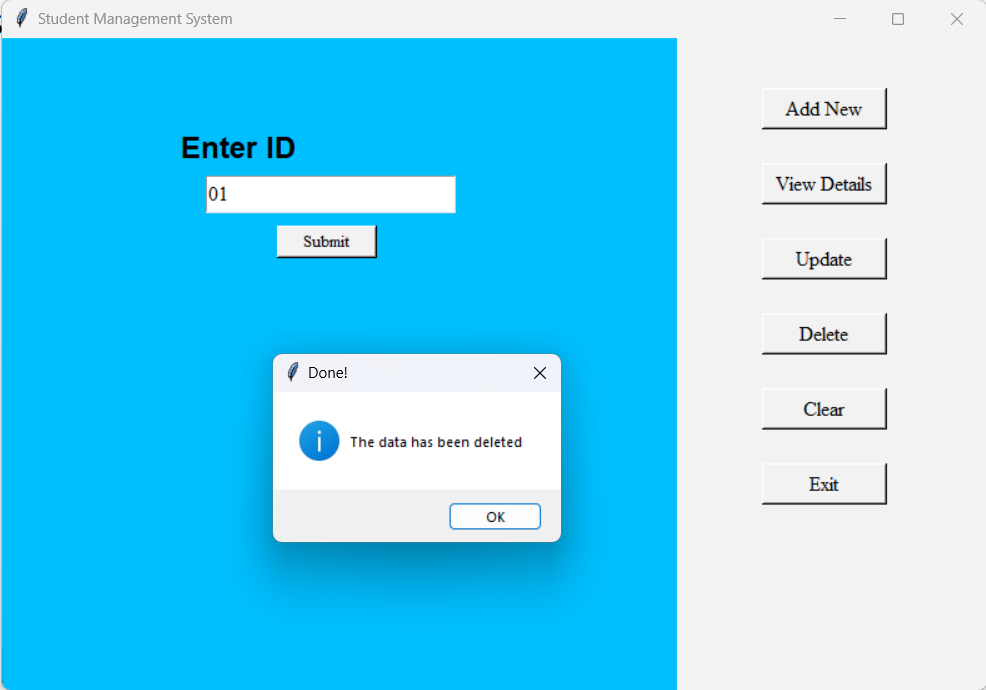 Student Management System
Enter ID
01
Submit
Done!
The data has been deleted
OK
Add New
View Details
Update
Delete
Clear
Exit